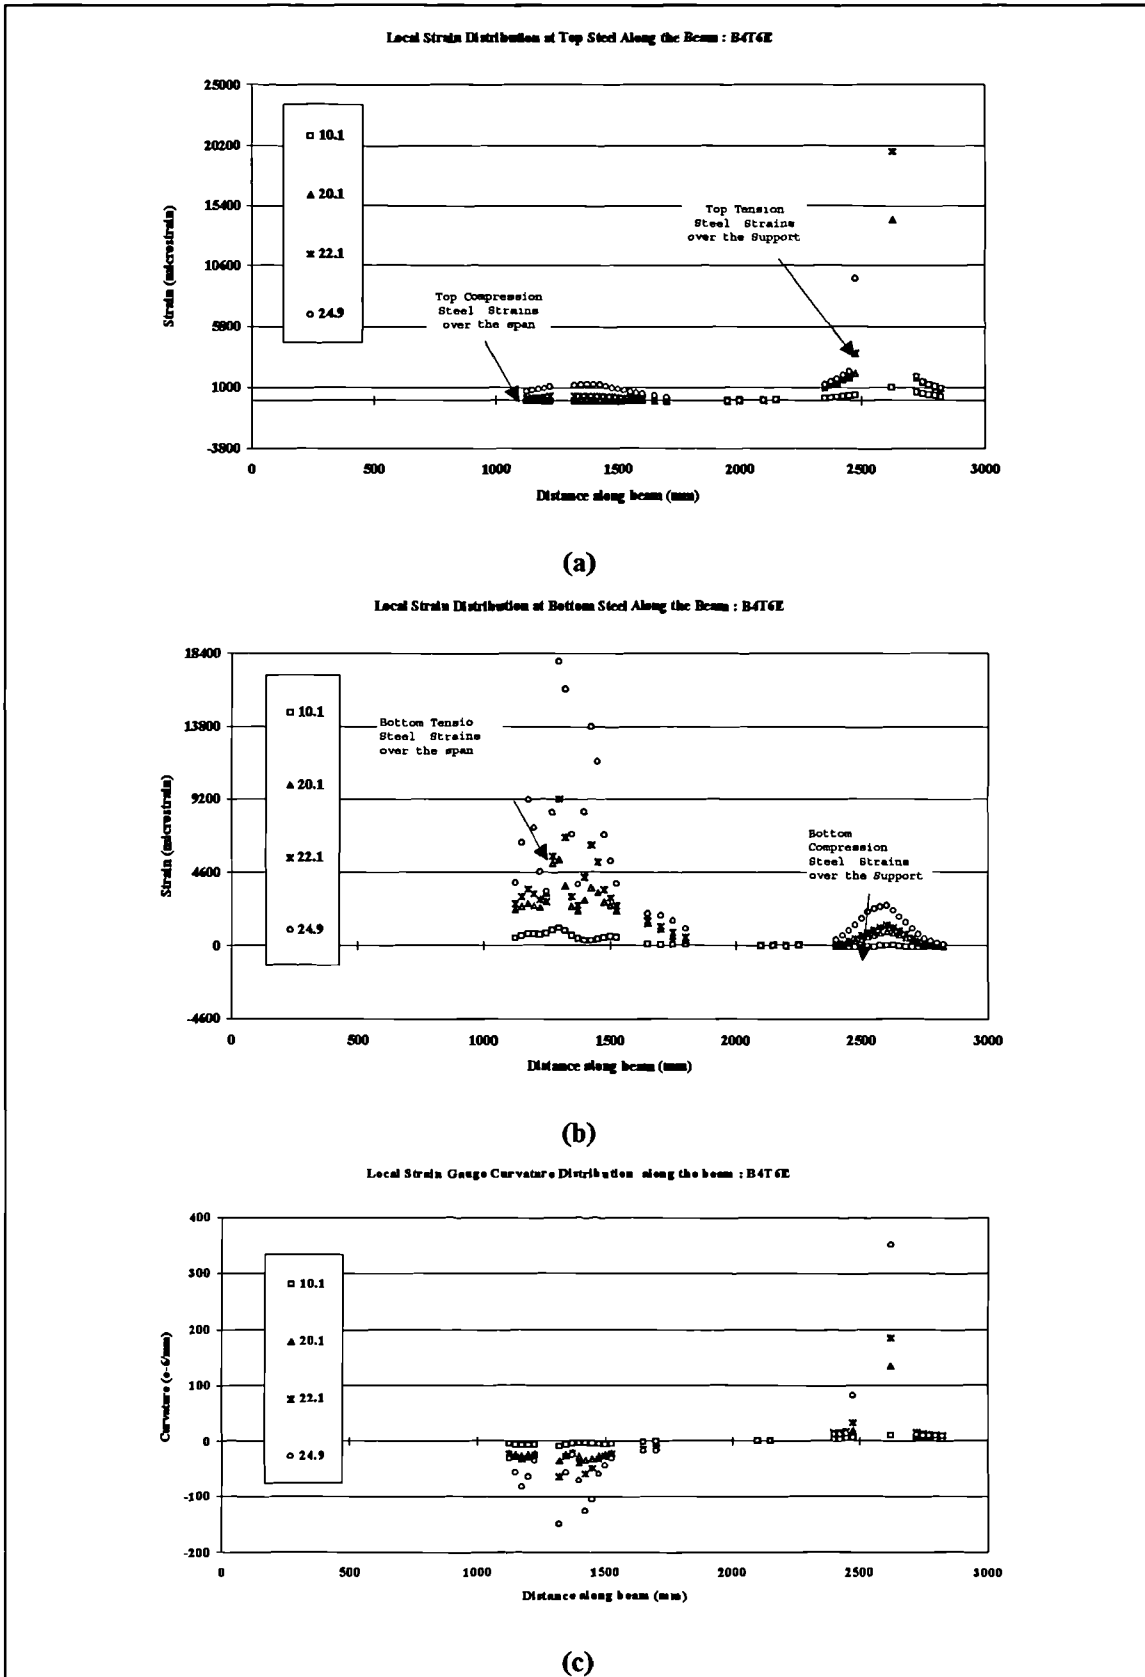 Local Strain Distribution at Top Steel Along the Beam : B4T6E
25000
20200
15400
10600
5800
1000
-3800
Strain (microstrain)
10.1
20.1
22.1
24.9
Top Compression
Steel Strains
over the span
Top Tension
Steel Strains
over the Support
0 500 1000 1500 2000 2500 3000
Distance along beam (mm)
(a)
Local Strain Distribution at Bottom Steel Along the Beam : B4T6E
18400
13800
9200
4600
0
-4600
Strain (microstrain)
10.1
20.1
22.1
24.9
Bottom Tensio
Steel Strains
over the span
Bottom
Compression
Steel Strains
over the Support
0 500 1000 1500 2000 2500 3000
Distance along beam (mm)
(b)
Local Strain Gauge Curvature Distribution along the beam : B4T6E
400
300
200
100
0
-100
-200
Curvature (e-6/mm)
10.1
20.1
22.1
24.9
0 500 1000 1500 2000 2500 3000
Distance along beam (mm)
(c)